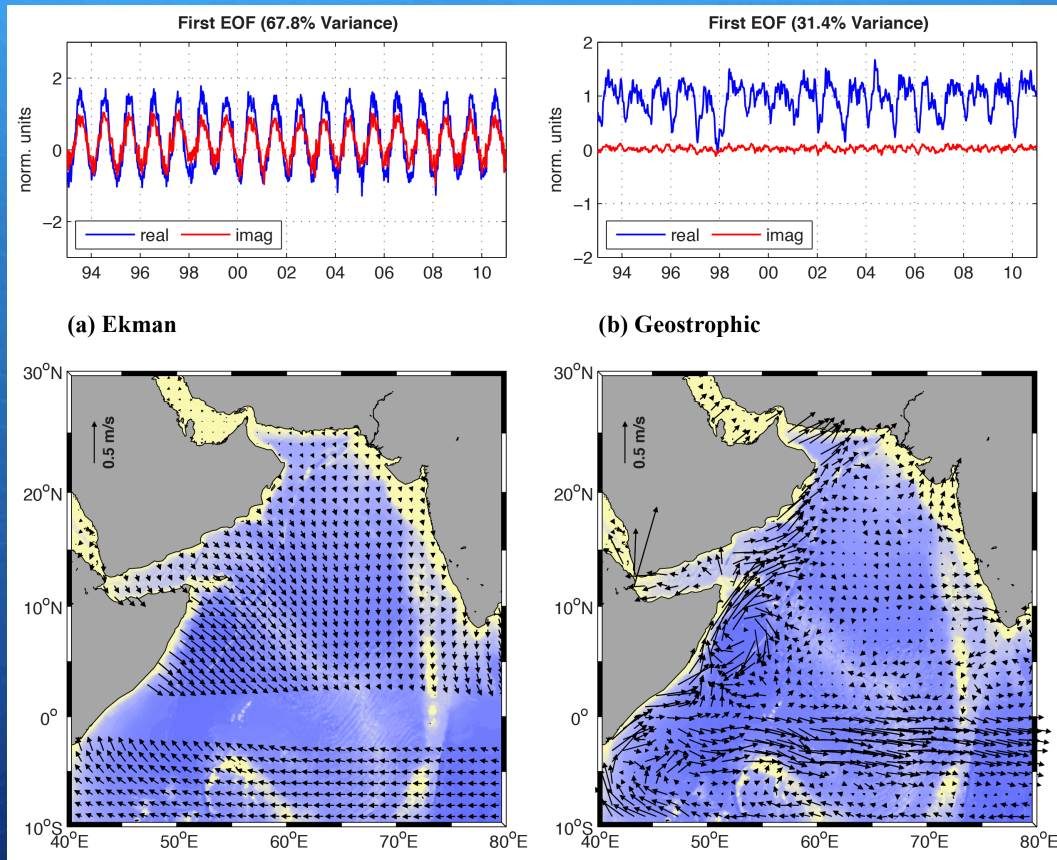 First EOF (67.8% Variance)
norm. units
2
0
−2
real
imag
94 96 98 00 02 04 06 08 10
(a) Ekman
30°N
20°N
10°N
0°
10°S
0.5 m/s
40°E 50°E 60°E 70°E 80°E
First EOF (31.4% Variance)
norm. units
2
1
0
−1
−2
real
imag
94 96 98 00 02 04 06 08 10
(b) Geostrophic
30°N
20°N
10°N
0°
10°S
0.5 m/s
40°E 50°E 60°E 70°E 80°E